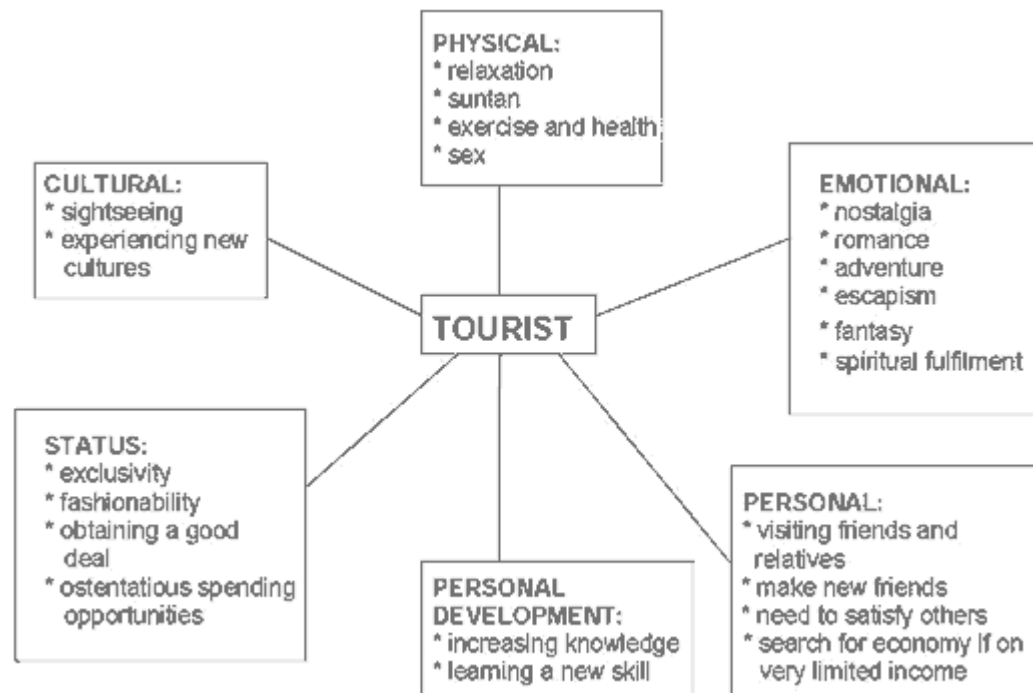 PHYSICAL:
* relaxation
* suntan
* exercise and health
* sex
CULTURAL:
* sightseeing
* experiencing new
cultures
EMOTIONAL:
* nostalgia
* romance
* adventure
* escapism
* fantasy
* spiritual fulfilment
TOURIST
STATUS:
* exclusivity
* fashionability
* obtaining a good
deal
* ostentatious spending
opportunities
PERSONAL
DEVELOPMENT:
* increasing knowledge
* learning a new skill
PERSONAL:
* visiting friends and
relatives
* make new friends
* need to satisfy others
* search for economy if on
very limited income